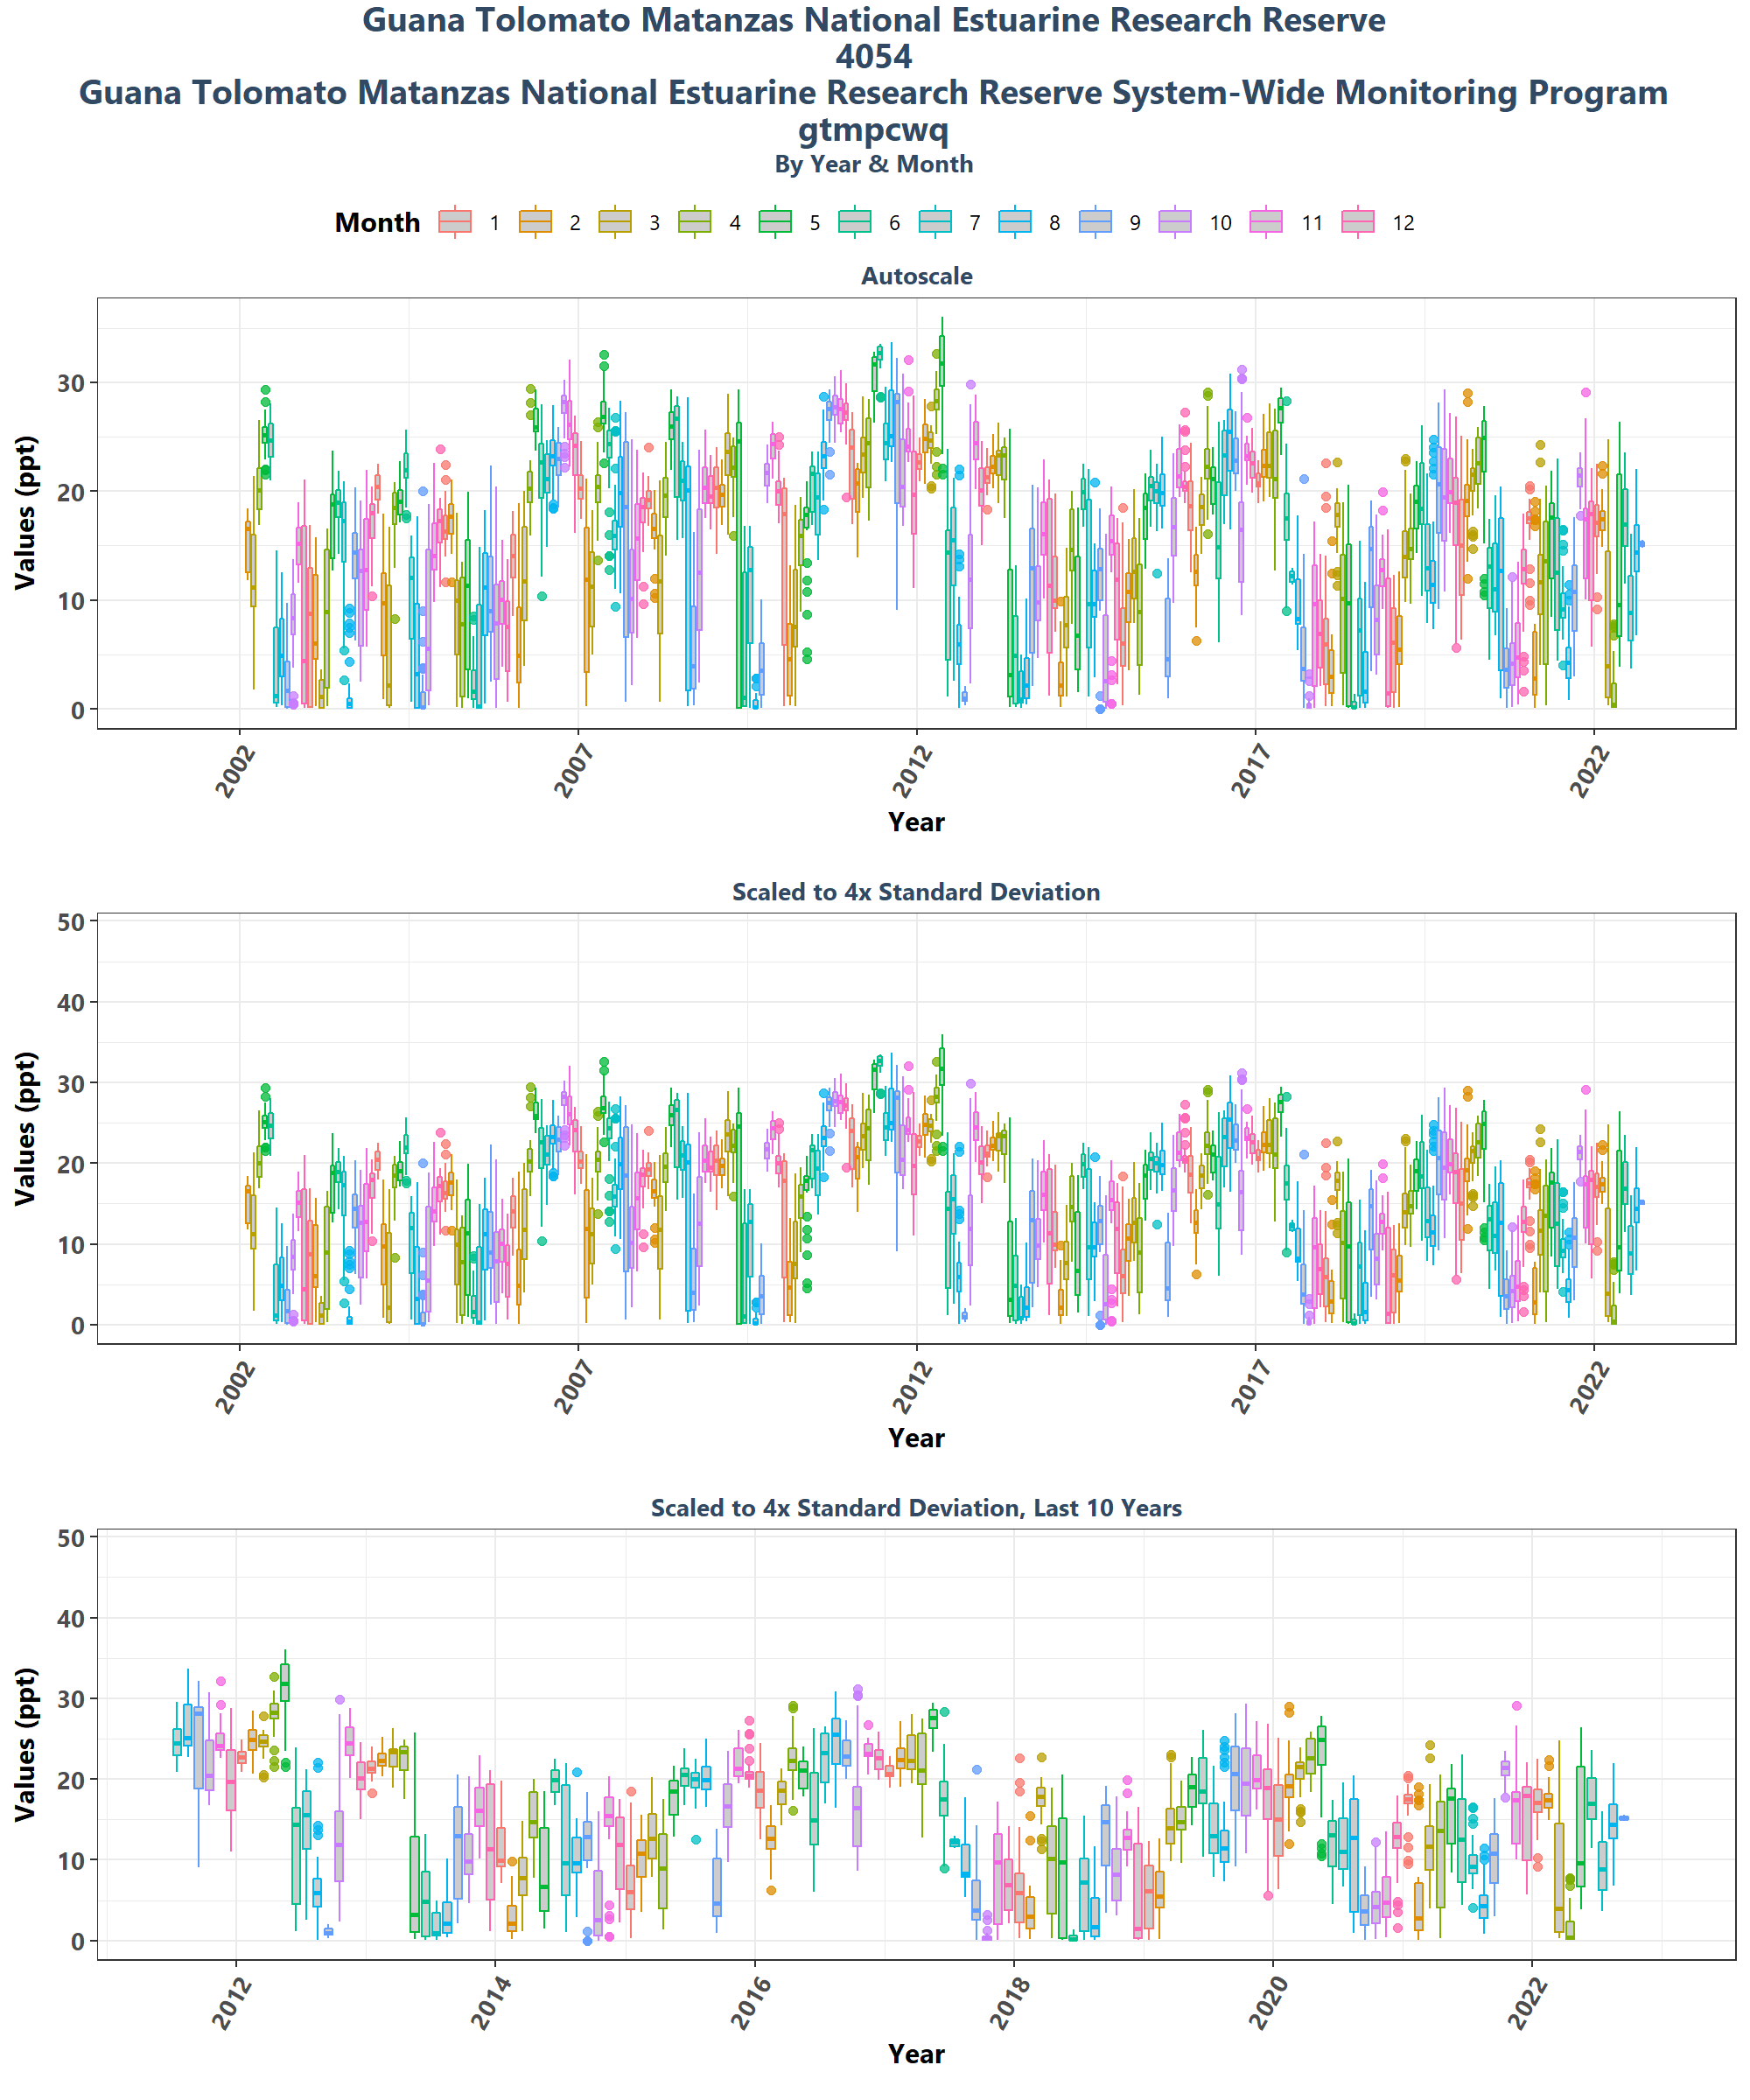 Guana Tolomato Matanzas National Estuarine Research Reserve
4054
Guana Tolomato Matanzas National Estuarine Research Reserve System-Wide Monitoring Program
gtmpcwq
By Year & Month
Month 1 2 3 4 5 6 7 8 9 10 11 12
Autoscale
Values (ppt)
30
20
10
0
2002 2007 2012 2017 2022
Year
Scaled to 4x Standard Deviation
Values (ppt)
50
40
30
20
10
0
2002 2007 2012 2017 2022
Year
Scaled to 4x Standard Deviation, Last 10 Years
Values (ppt)
50
40
30
20
10
0
2012 2014 2016 2018 2020 2022
Year